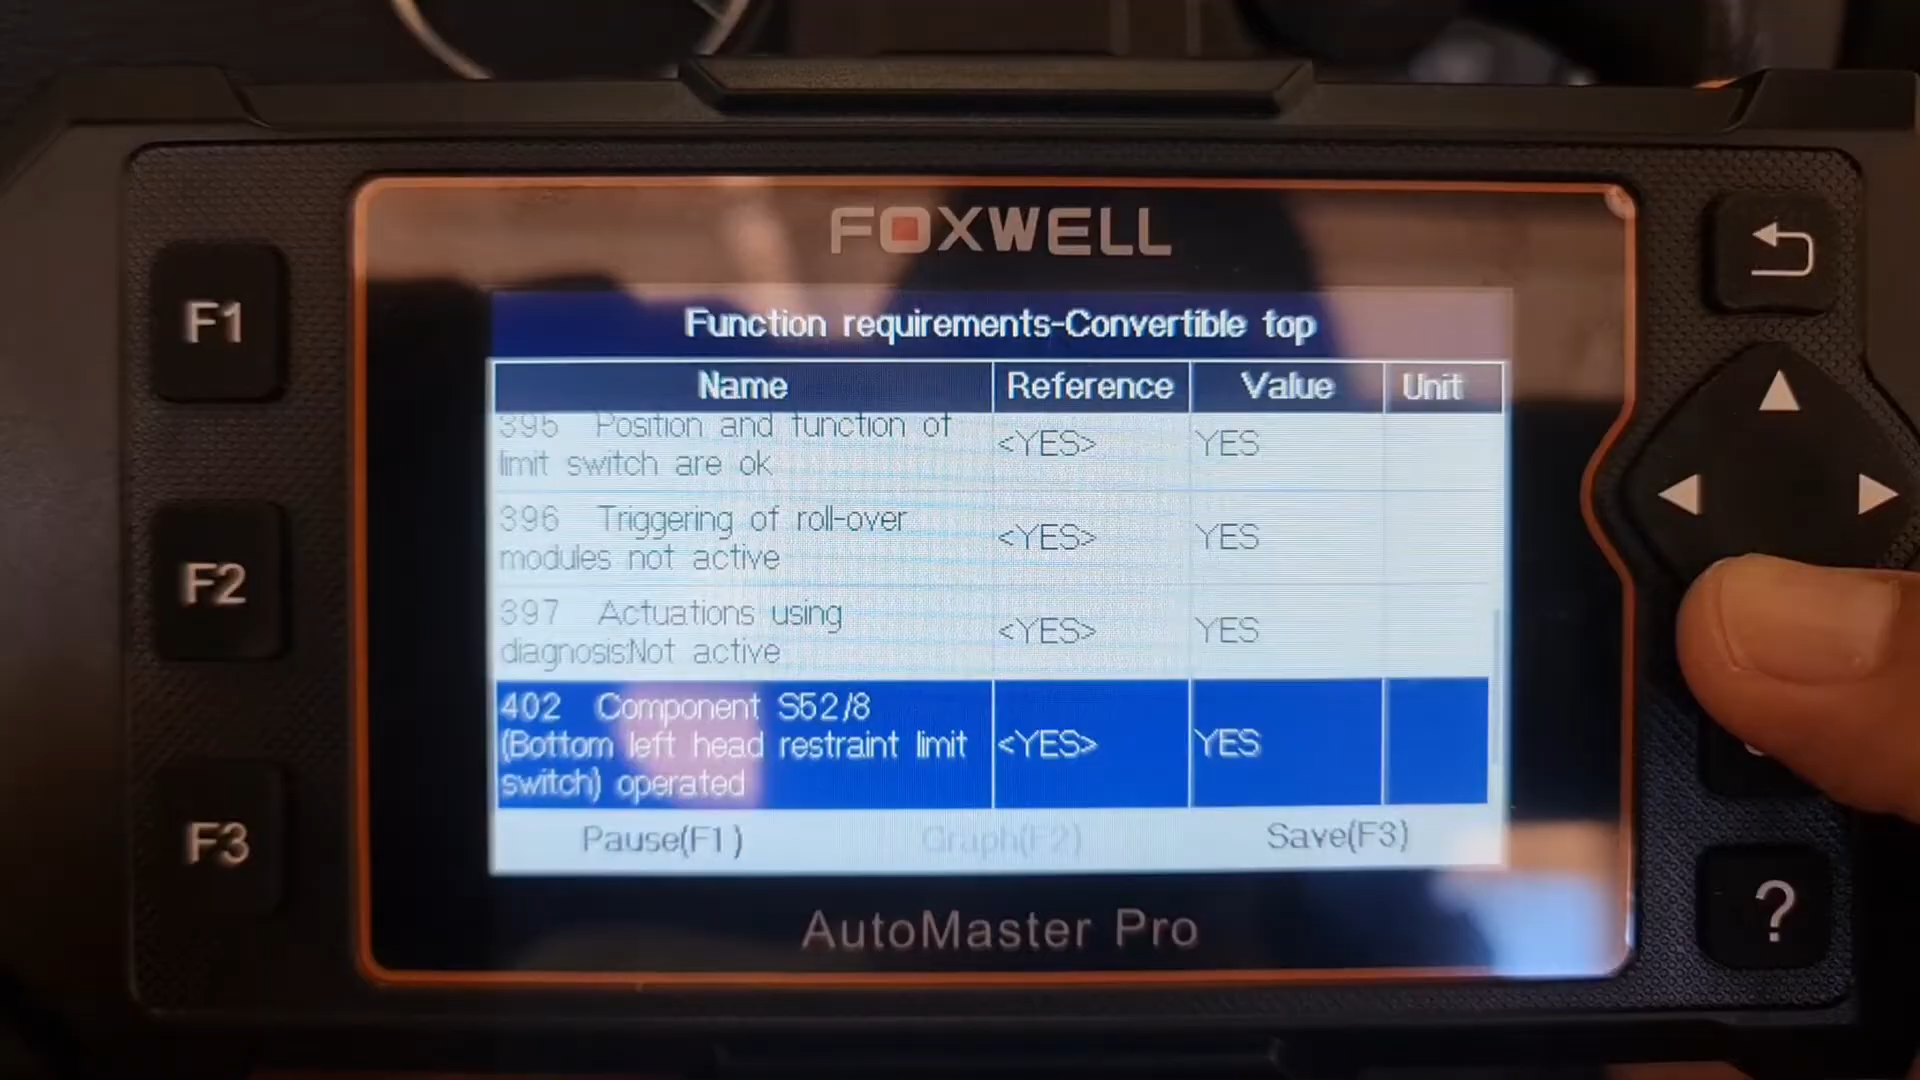 FOXWELL
F1
F2
F3
Function requirements-Convertible top
Name Reference Value Unit
395 Position and function of
limit switch are ok <YES> YES
396 Triggering of roll-over
modules not active <YES> YES
397 Actuations using
diagnosis:Not active <YES> YES
402 Component S52/8
(Bottom left head restraint limit
switch) operated <YES> YES
Pause(F1) Graph(F2) Save(F3)
AutoMaster Pro
?